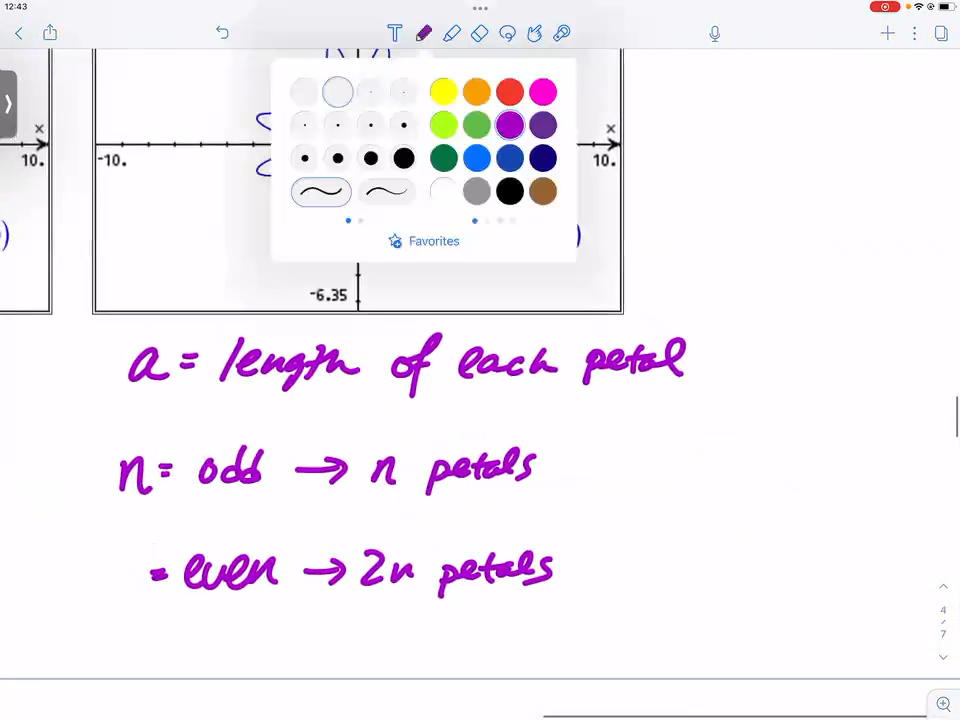 12:43
T
x
x
10.
-10.
10.
)
)
Favorites
-6.35
a = length of each petal
n = odd → n petals
= even → 2n petals
4
7